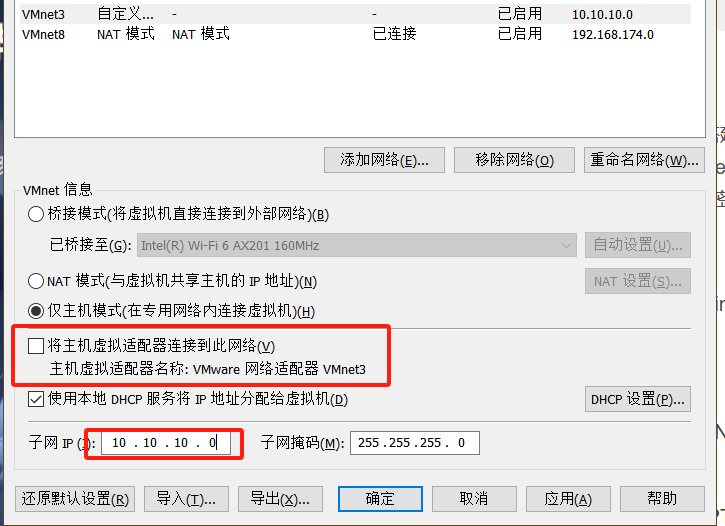 VMnet3 自定义... - - 已启用 10.10.10.0
VMnet8 NAT 模式 NAT 模式 已连接 已启用 192.168.174.0
添加网络(E)... 移除网络(O) 重命名网络(W)...
VMnet 信息
桥接模式(将虚拟机直接连接到外部网络)(B)
已桥接至(G): Intel(R) Wi-Fi 6 AX201 160MHz 自动设置(U)...
NAT 模式(与虚拟机共享主机的 IP 地址)(N) NAT 设置(S)...
仅主机模式(在专用网络内连接虚拟机)(H)
将主机虚拟适配器连接到此网络(V)
主机虚拟适配器名称: VMware 网络适配器 VMnet3
使用本地 DHCP 服务将 IP 地址分配给虚拟机(D) DHCP 设置(P)...
子网 IP (I): 10 . 10 . 10 . 0 子网掩码(M): 255 . 255 . 255 . 0
还原默认设置(R) 导入(T)... 导出(X)... 确定 取消 应用(A) 帮助